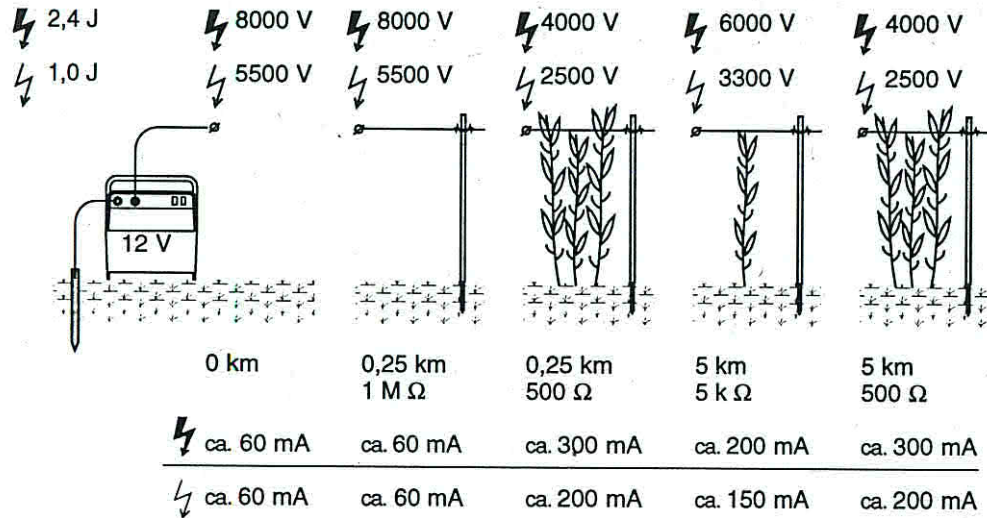 2,4 J 8000 V 8000 V 4000 V 6000 V 4000 V
1,0 J 5500 V 5500 V 2500 V 3300 V 2500 V
12 V
0 km 0,25 km 0,25 km 5 km 5 km
1 M Ω 500 Ω 5 k Ω 500 Ω
ca. 60 mA ca. 60 mA ca. 300 mA ca. 200 mA ca. 300 mA
ca. 60 mA ca. 60 mA ca. 200 mA ca. 150 mA ca. 200 mA